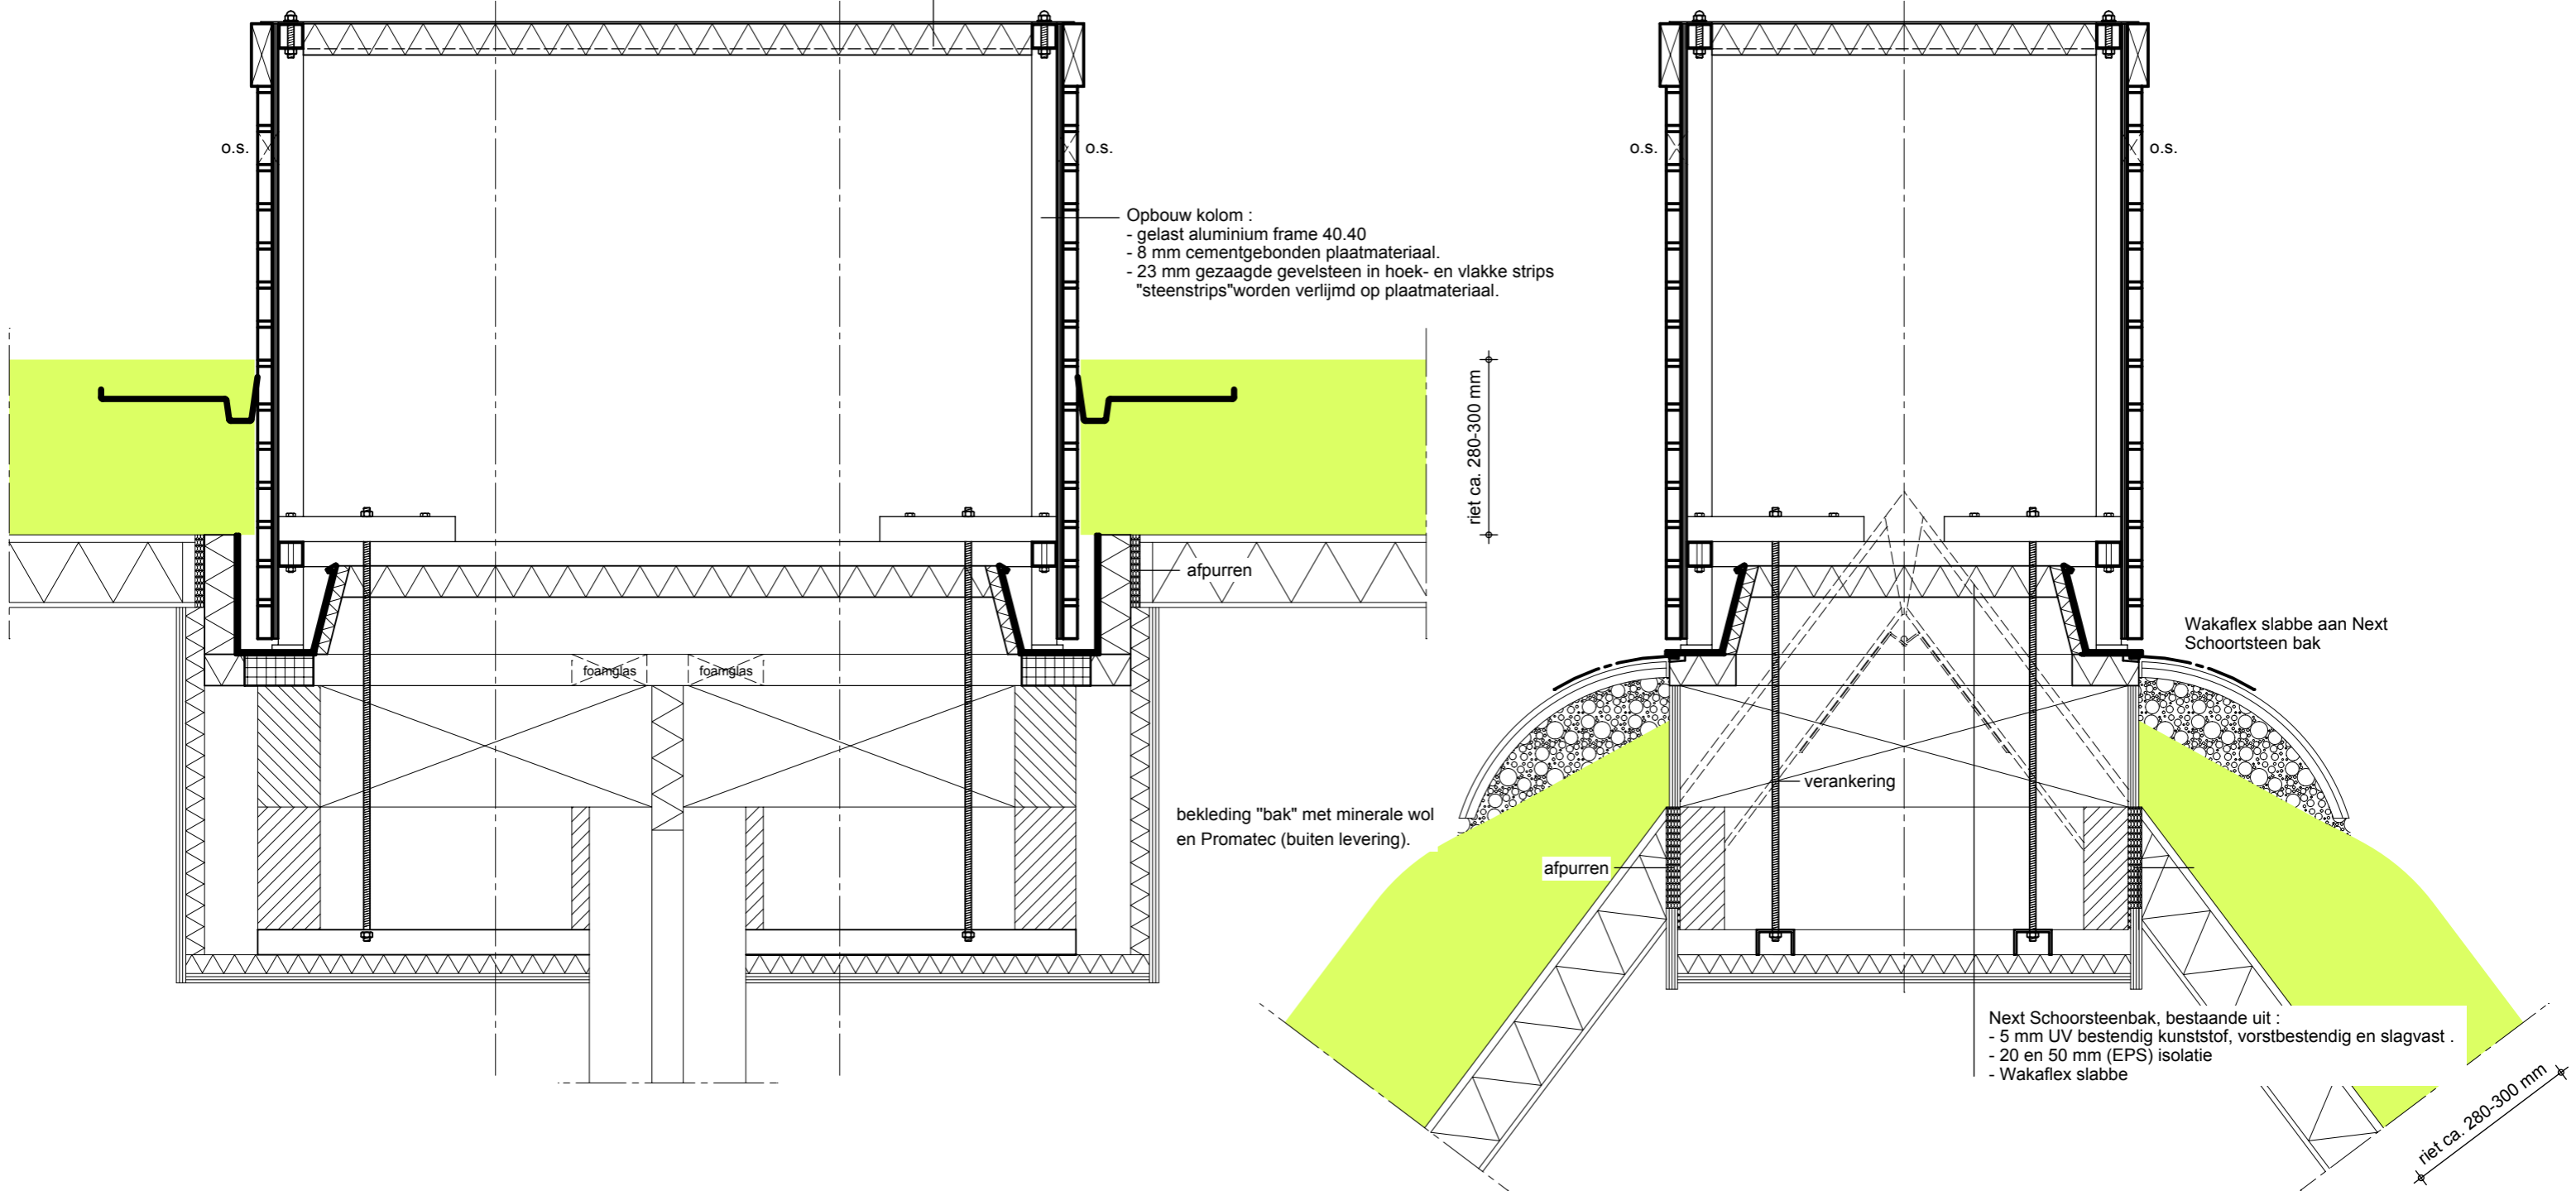 o.s.
o.s.
Opbouw kolom :
- gelast aluminium frame 40.40
- 8 mm cementgebonden plaatmateriaal.
- 23 mm gezaagde gevelsteen in hoek- en vlakke strips
"steenstrips"worden verlijmd op plaatmateriaal.
riet ca. 280-300 mm
afpurren
foamglas
foamglas
bekleding "bak" met minerale wol
en Promatec (buiten levering).
o.s.
o.s.
Wakaflex slabbe aan Next
Schoortsteen bak
verankering
afpurren
Next Schoorsteenbak, bestaande uit :
- 5 mm UV bestendig kunststof, vorstbestendig en slagvast .
- 20 en 50 mm (EPS) isolatie
- Wakaflex slabbe
riet ca. 280-300 mm